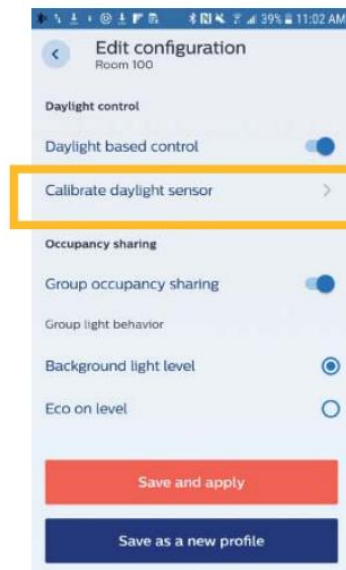 39% 11:02 AM
Edit configuration
Room 100
Daylight control
Daylight based control
Calibrate daylight sensor
Occupancy sharing
Group occupancy sharing
Group light behavior
Background light level
Eco on level
Save and apply
Save as a new profile